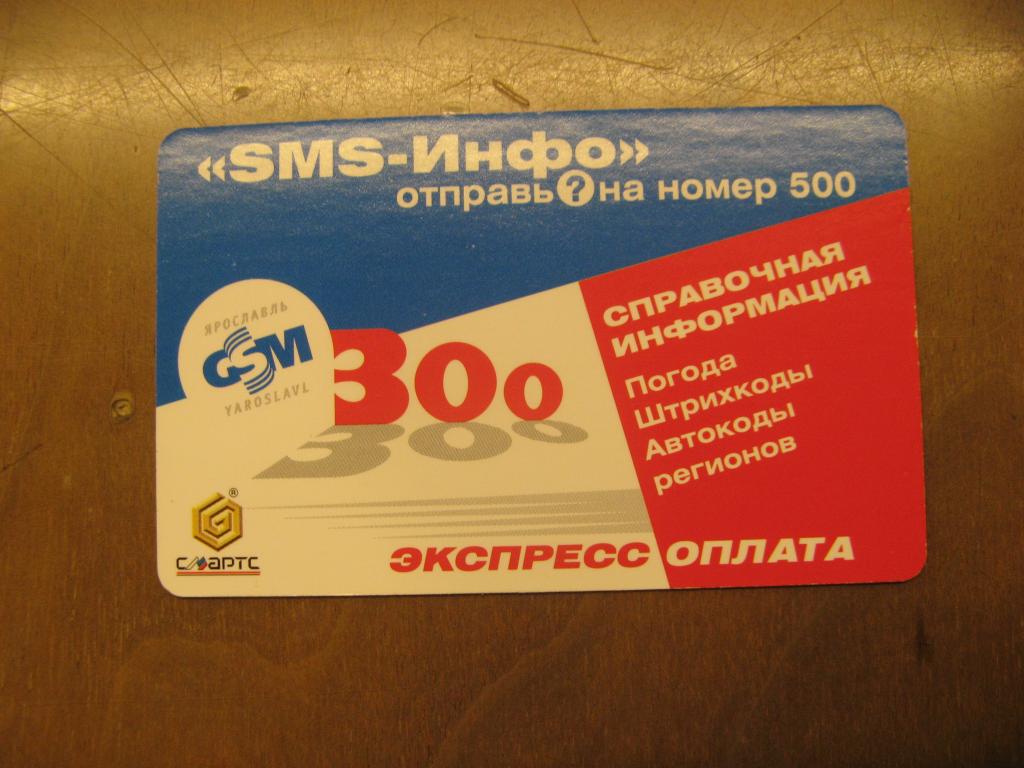 «SMS-Инфо»
отправь ? на номер 500
СПРАВОЧНАЯ
ИНФОРМАЦИЯ
Погода
Штрихкоды
Автокоды
регионов
ЯРОСЛАВЛЬ
GSM
YAROSLAVL
300
300
®
СМАРТС
ЭКСПРЕСС ОПЛАТА